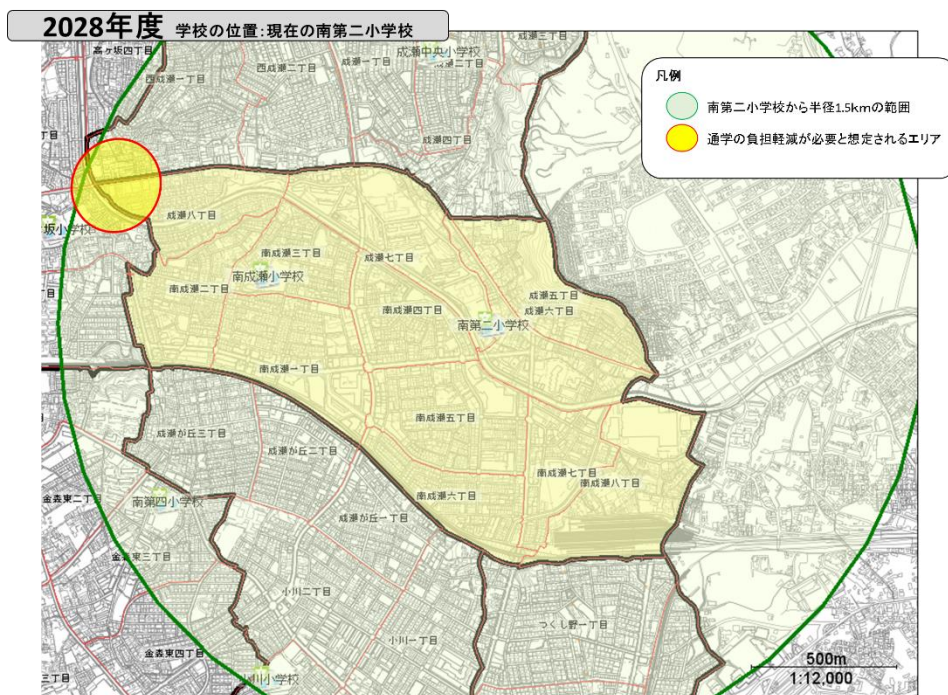 2028年度 学校の位置:現在の南第二小学校
高ヶ坂四丁目
西成瀬一丁目
西成瀬二丁目
成瀬一丁目
成瀬中央小学校
成瀬二丁目
成瀬三丁目
成瀬四丁目
凡例
南第二小学校から半径1.5kmの範囲
通学の負担軽減が必要と想定されるエリア
坂小学校
成瀬八丁目
南成瀬三丁目
成瀬七丁目
南成瀬小学校
南成瀬二丁目
成瀬五丁目
南成瀬四丁目
成瀬六丁目
南第二小学校
南成瀬一丁目
南成瀬五丁目
成瀬が丘三丁目
成瀬が丘二丁目
南成瀬七丁目
南成瀬八丁目
金森東二丁目
南第四小学校
南成瀬六丁目
成瀬が丘一丁目
金森東三丁目
小川二丁目
つくし野一丁目
小川一丁目
金森東四丁目
小川小学校
三丁目
500m
1:12,000